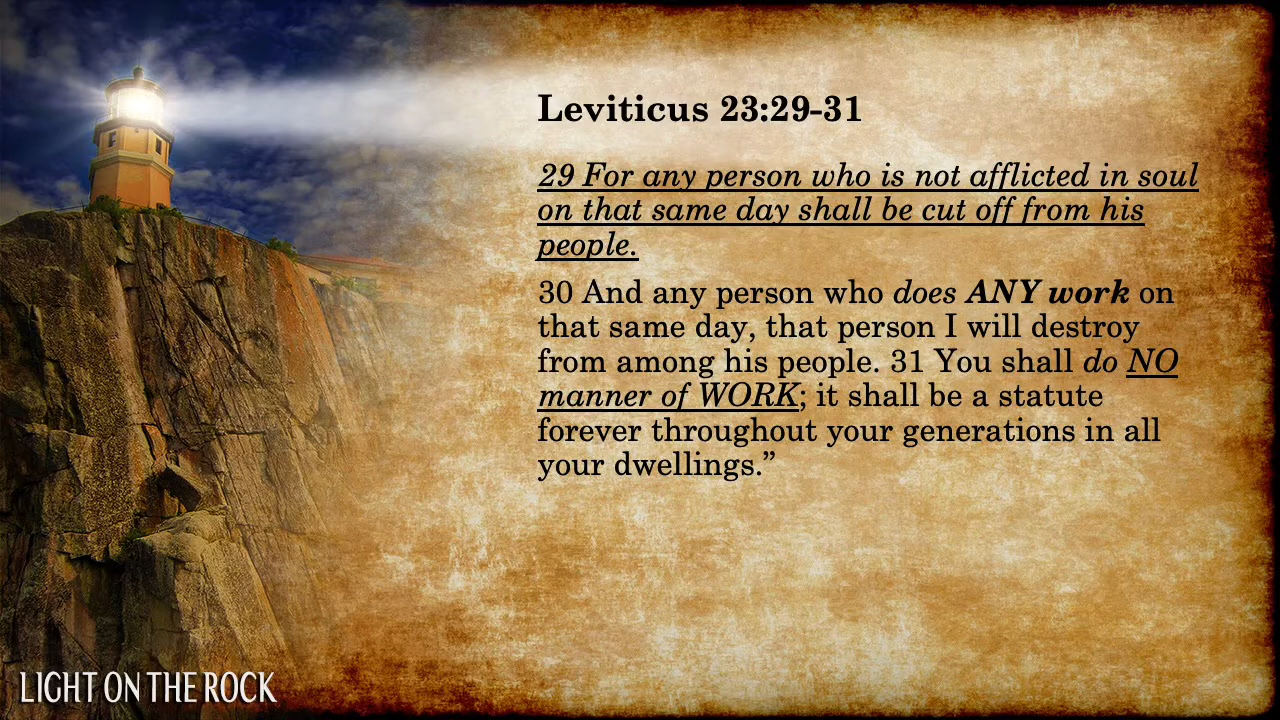 Leviticus 23:29-31
29 For any person who is not afflicted in soul
on that same day shall be cut off from his
people.
30 And any person who does ANY work on
that same day, that person I will destroy
from among his people. 31 You shall do NO
manner of WORK; it shall be a statute
forever throughout your generations in all
your dwellings.”
LIGHT ON THE ROCK